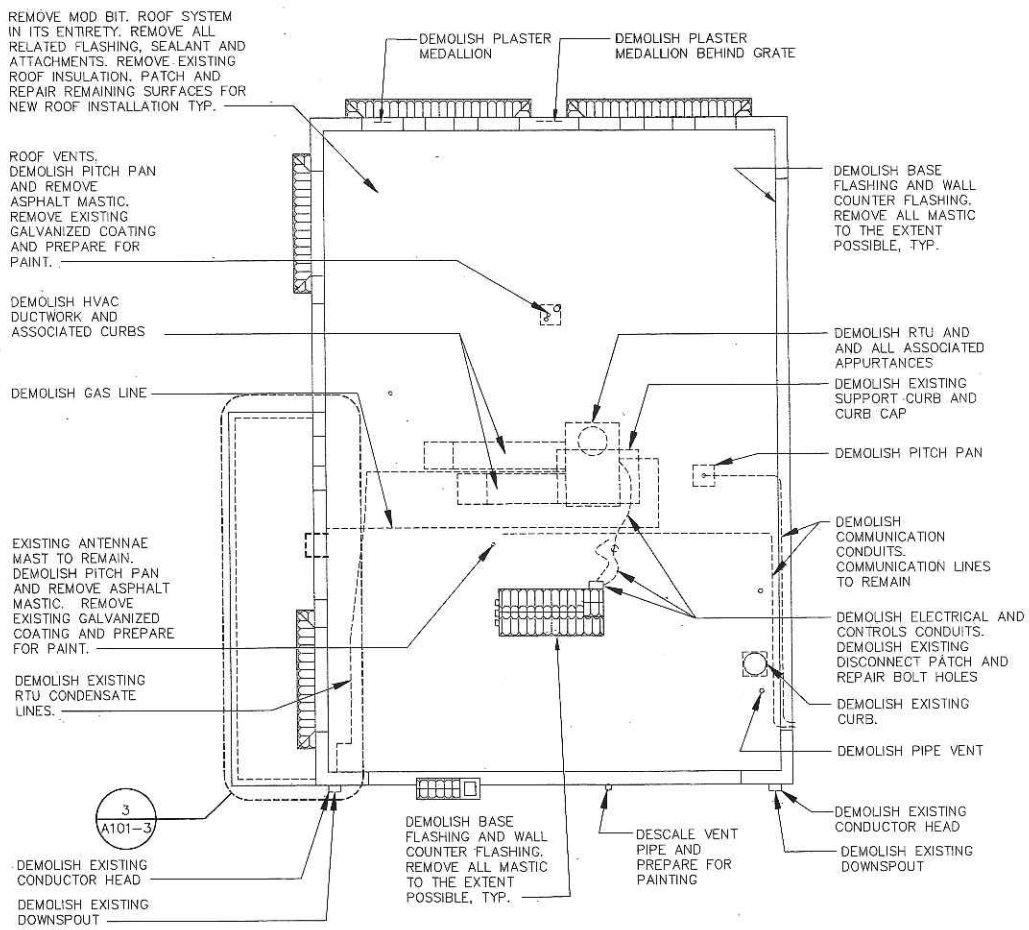 REMOVE MOD BIT. ROOF SYSTEM
IN ITS ENTIRETY. REMOVE ALL
RELATED FLASHING, SEALANT AND
ATTACHMENTS. REMOVE EXISTING
ROOF INSULATION. PATCH AND
REPAIR REMAINING SURFACES FOR
NEW ROOF INSTALLATION TYP.
DEMOLISH PLASTER
MEDALLION
DEMOLISH PLASTER
MEDALLION BEHIND GRATE
ROOF VENTS.
DEMOLISH PITCH PAN
AND REMOVE
ASPHALT MASTIC.
REMOVE EXISTING
GALVANIZED COATING
AND PREPARE FOR
PAINT.
DEMOLISH BASE
FLASHING AND WALL
COUNTER FLASHING.
REMOVE ALL MASTIC
TO THE EXTENT
POSSIBLE, TYP.
DEMOLISH HVAC
DUCTWORK AND
ASSOCIATED CURBS
DEMOLISH RTU AND
AND ALL ASSOCIATED
APPURTANCES
DEMOLISH GAS LINE
DEMOLISH EXISTING
SUPPORT CURB AND
CURB CAP
DEMOLISH PITCH PAN
DEMOLISH
COMMUNICATION
CONDUITS.
COMMUNICATION LINES
TO REMAIN
EXISTING ANTENNAE
MAST TO REMAIN.
DEMOLISH PITCH PAN
AND REMOVE ASPHALT
MASTIC. REMOVE
EXISTING GALVANIZED
COATING AND PREPARE
FOR PAINT.
DEMOLISH ELECTRICAL AND
CONTROLS CONDUITS.
DEMOLISH EXISTING
DISCONNECT PATCH AND
REPAIR BOLT HOLES
DEMOLISH EXISTING
RTU CONDENSATE
LINES.
DEMOLISH EXISTING
CURB.
DEMOLISH PIPE VENT
3
A101-3
DEMOLISH EXISTING
CONDUCTOR HEAD
DEMOLISH EXISTING
DOWNSPOUT
DEMOLISH BASE
FLASHING AND WALL
COUNTER FLASHING.
REMOVE ALL MASTIC
TO THE EXTENT
POSSIBLE, TYP.
DESCALE VENT
PIPE AND
PREPARE FOR
PAINTING
DEMOLISH EXISTING
CONDUCTOR HEAD
DEMOLISH EXISTING
DOWNSPOUT